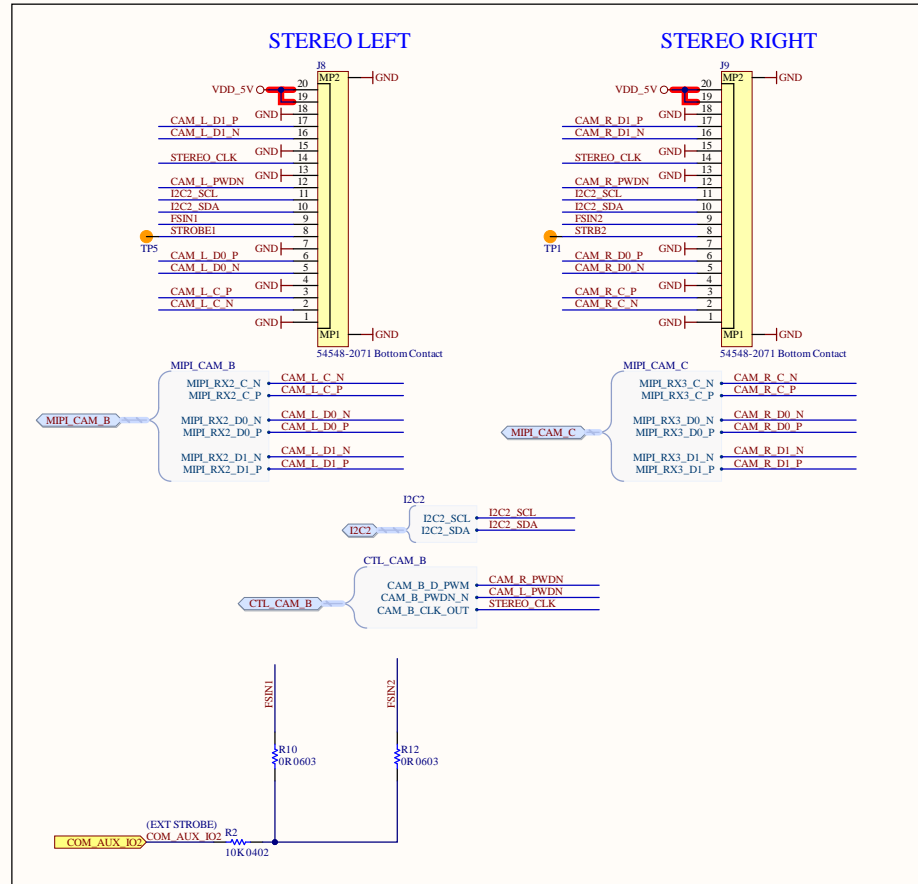 STEREO LEFT
J8
MP2
GND
VDD_5V
20
19
GND
18
CAM_L_D1_P
17
CAM_L_D1_N
16
GND
15
STEREO_CLK
14
GND
13
CAM_L_PWDN
12
I2C2_SCL
11
I2C2_SDA
10
FSIN1
9
STROBE1
8
TP5
GND
7
CAM_L_D0_P
6
CAM_L_D0_N
5
GND
4
CAM_L_C_P
3
CAM_L_C_N
2
GND
1
MP1
GND
54548-2071 Bottom Contact
STEREO RIGHT
J9
MP2
GND
VDD_5V
20
19
GND
18
CAM_R_D1_P
17
CAM_R_D1_N
16
GND
15
STEREO_CLK
14
GND
13
CAM_R_PWDN
12
I2C2_SCL
11
I2C2_SDA
10
FSIN2
9
STRB2
8
TP1
GND
7
CAM_R_D0_P
6
CAM_R_D0_N
5
GND
4
CAM_R_C_P
3
CAM_R_C_N
2
GND
1
MP1
GND
54548-2071 Bottom Contact
MIPI_CAM_B
MIPI_CAM_B
MIPI_RX2_C_N CAM_L_C_N
MIPI_RX2_C_P CAM_L_C_P
MIPI_RX2_D0_N CAM_L_D0_N
MIPI_RX2_D0_P CAM_L_D0_P
MIPI_RX2_D1_N CAM_L_D1_N
MIPI_RX2_D1_P CAM_L_D1_P
MIPI_CAM_C
MIPI_CAM_C
MIPI_RX3_C_N CAM_R_C_N
MIPI_RX3_C_P CAM_R_C_P
MIPI_RX3_D0_N CAM_R_D0_N
MIPI_RX3_D0_P CAM_R_D0_P
MIPI_RX3_D1_N CAM_R_D1_N
MIPI_RX3_D1_P CAM_R_D1_P
I2C2
I2C2
I2C2_SCL I2C2_SCL
I2C2_SDA I2C2_SDA
CTL_CAM_B
CTL_CAM_B
CAM_B_D_PWM CAM_R_PWDN
CAM_B_PWDN_N CAM_L_PWDN
CAM_B_CLK_OUT STEREO_CLK
FSIN1
FSIN2
R10
0R 0603
R12
0R 0603
(EXT STROBE)
COM_AUX_IO2
COM_AUX_IO2
R2
10K 0402